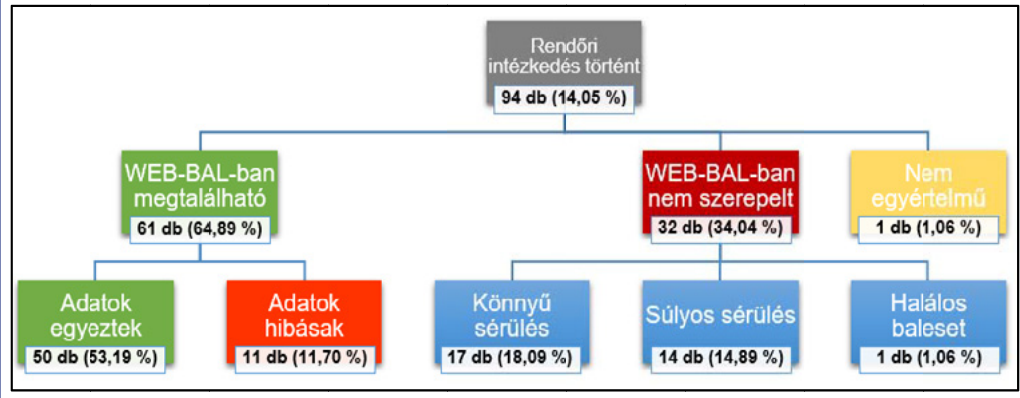 Rendőri
intézkedés történt
94 db (14,05 %)
WEB-BAL-ban
megtalálható
61 db (64,89 %)
WEB-BAL-ban
nem szerepelt
32 db (34,04 %)
Nem
egyértelmű
1 db (1,06 %)
Adatok
egyeztek
50 db (53,19 %)
Adatok
hibásak
11 db (11,70 %)
Könnyű
sérülés
17 db (18,09 %)
Súlyos sérülés
14 db (14,89 %)
Halálos
baleset
1 db (1,06 %)